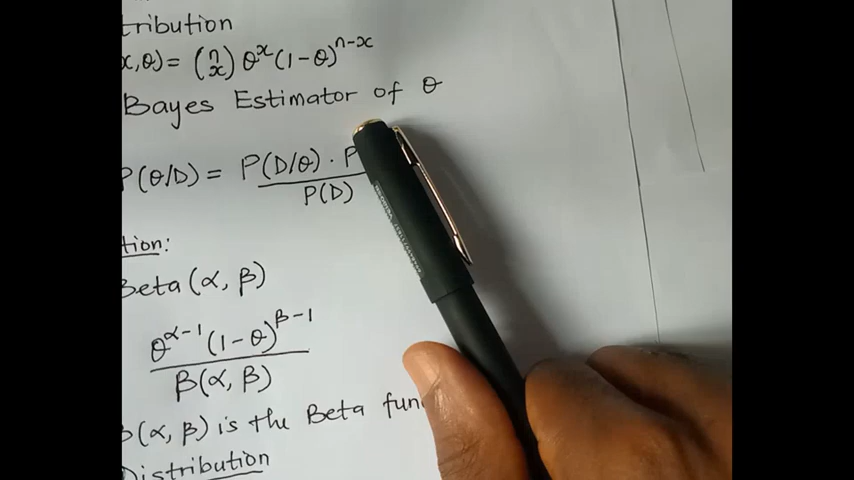 tribution
x,θ) = (n x) θ^x (1-θ)^n-x
Bayes Estimator of θ
P(θ/D) = P(D/θ) · P / P(D)
tion:
Beta(α, β)
θ^α-1 (1-θ)^β-1 / B(α, β)
B(α, β) is the Beta fun
Distribution